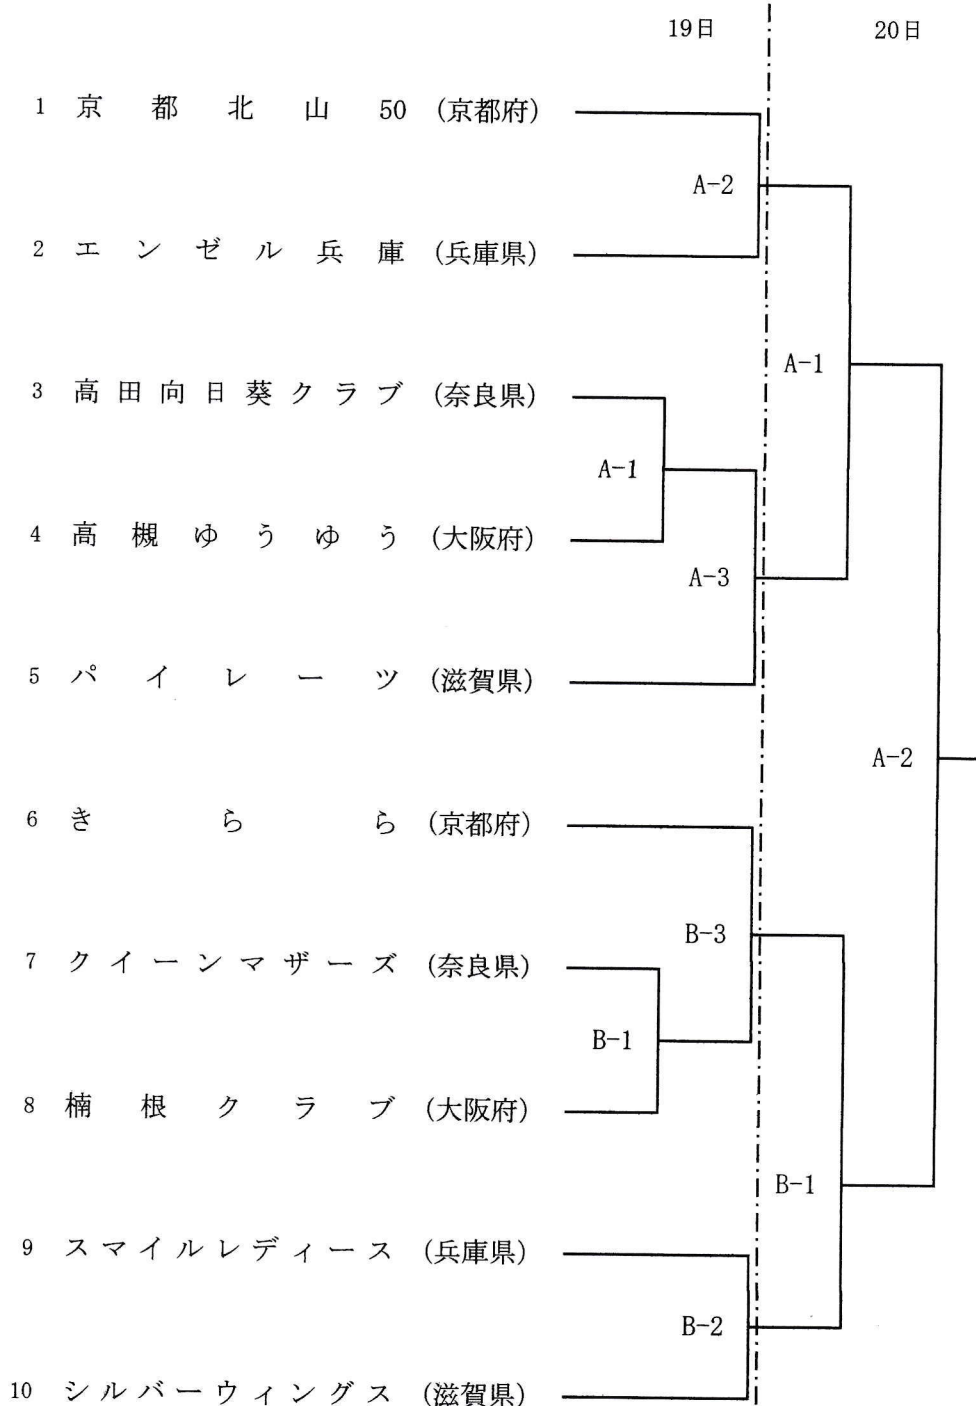 19日 20日
1 京都北山50 (京都府)
A-2
2 エンゼル兵庫 (兵庫県)
A-1
3 高田向日葵クラブ (奈良県)
A-1
4 高槻ゆうゆう (大阪府)
A-3
5 パイレーツ (滋賀県)
A-2
6 きらら (京都府)
B-3
7 クイーンマザーズ (奈良県)
B-1
8 楠根クラブ (大阪府)
B-1
9 スマイルレディース (兵庫県)
B-2
10 シルバーウィングス (滋賀県)